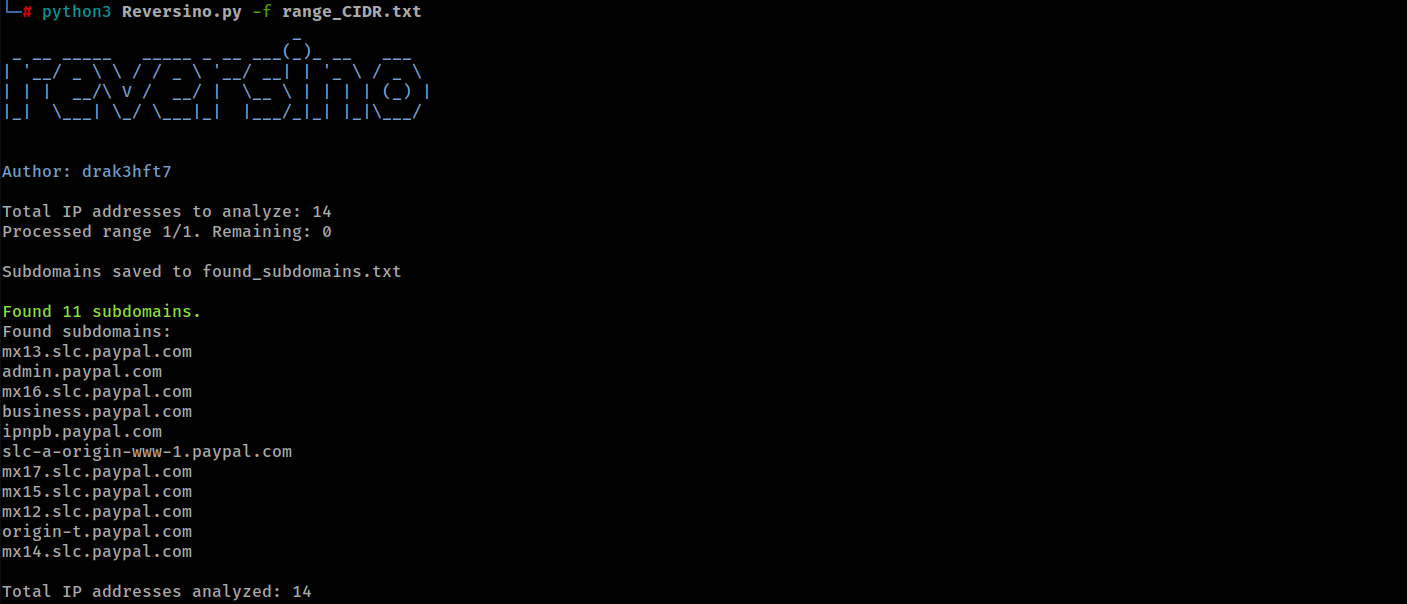 └─# python3 Reversino.py -f range_CIDR.txt
reversino
Author: drak3hft7
Total IP addresses to analyze: 14
Processed range 1/1. Remaining: 0
Subdomains saved to found_subdomains.txt
Found 11 subdomains.
Found subdomains:
mx13.slc.paypal.com
admin.paypal.com
mx16.slc.paypal.com
business.paypal.com
ipnpb.paypal.com
slc-a-origin-www-1.paypal.com
mx17.slc.paypal.com
mx15.slc.paypal.com
mx12.slc.paypal.com
origin-t.paypal.com
mx14.slc.paypal.com
Total IP addresses analyzed: 14